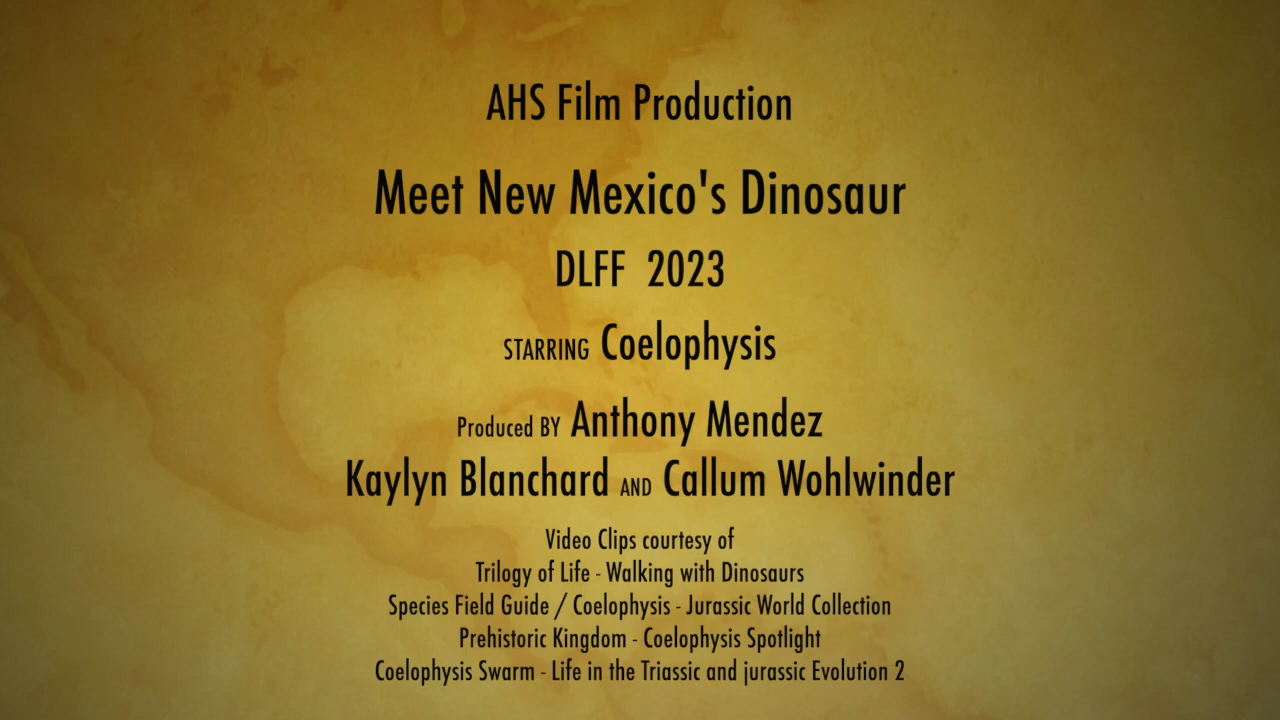 AHS Film Production
Meet New Mexico's Dinosaur
DLFF 2023
STARRING Coelophysis
Produced BY Anthony Mendez
Kaylyn Blanchard AND Callum Wohlwinder
Video Clips courtesy of
Trilogy of Life - Walking with Dinosaurs
Species Field Guide / Coelophysis - Jurassic World Collection
Prehistoric Kingdom - Coelophysis Spotlight
Coelophysis Swarm - Life in the Triassic and jurassic Evolution 2